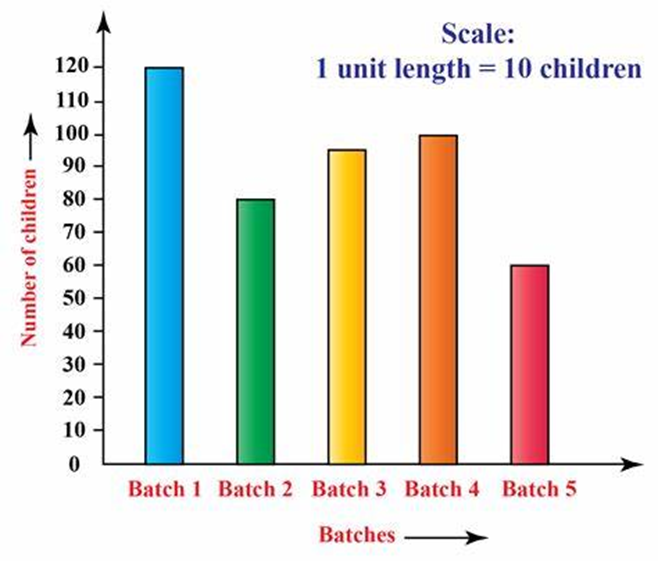 Scale:
1 unit length = 10 children
Number of children
120
110
100
90
80
70
60
50
40
30
20
10
0
Batch 1 Batch 2 Batch 3 Batch 4 Batch 5
Batches